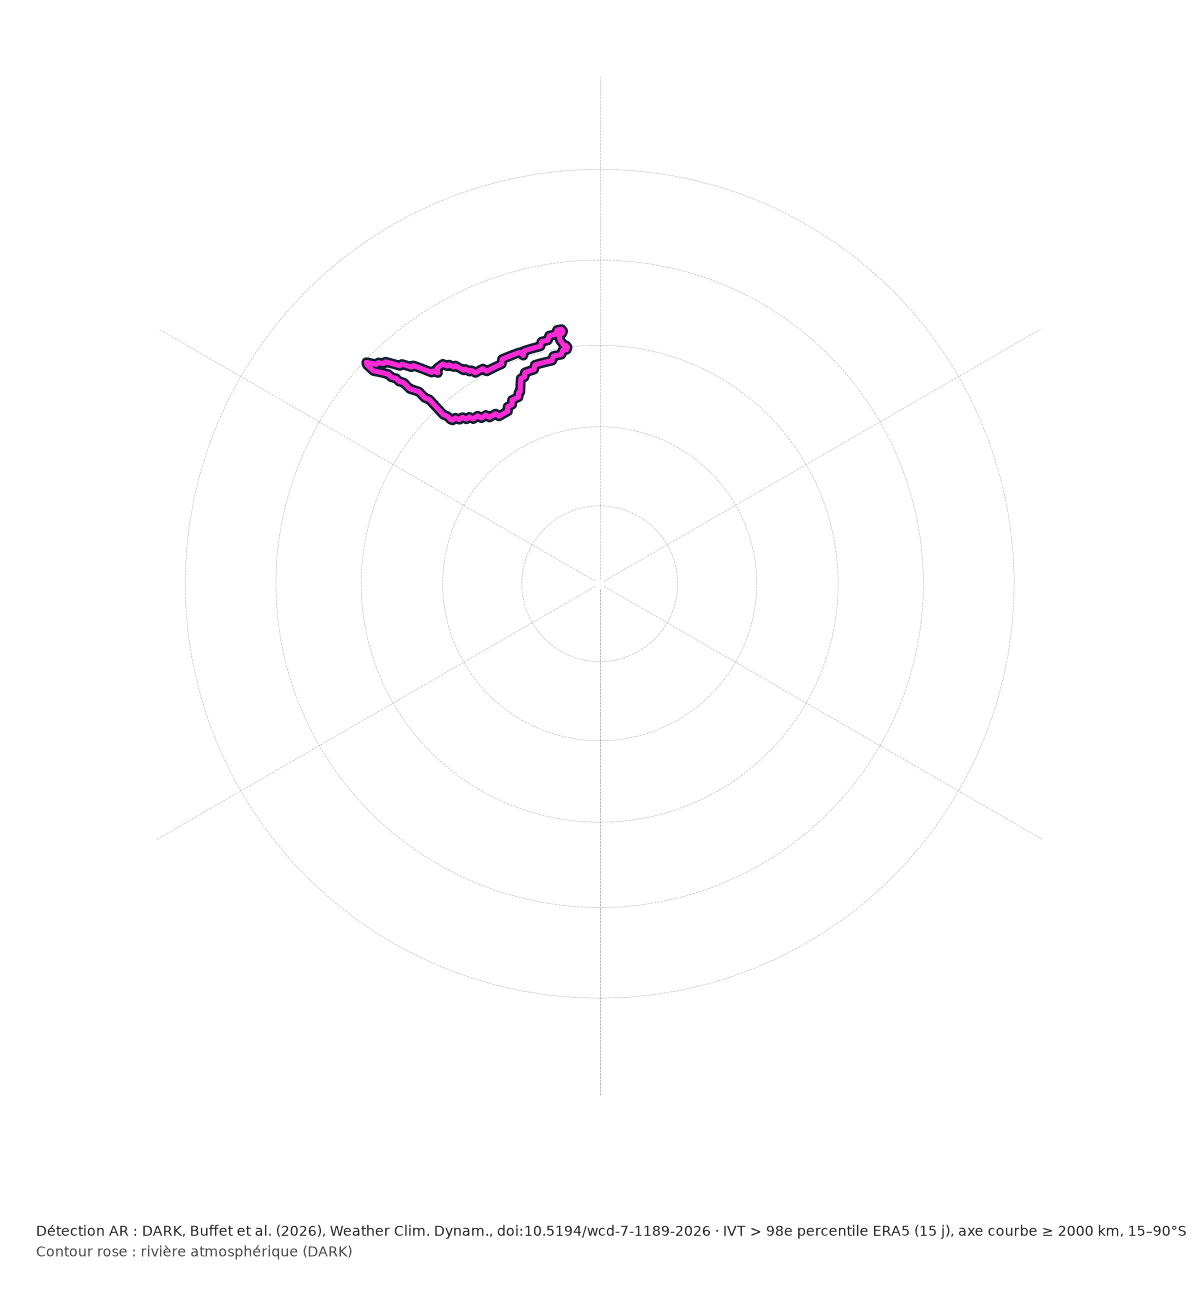 Détection AR : DARK, Buffet et al. (2026), Weather Clim. Dynam., doi:10.5194/wcd-7-1189-2026 · IVT > 98e percentile ERA5 (15 j), axe courbe ≥ 2000 km, 15–90°S
Contour rose : rivière atmosphérique (DARK)